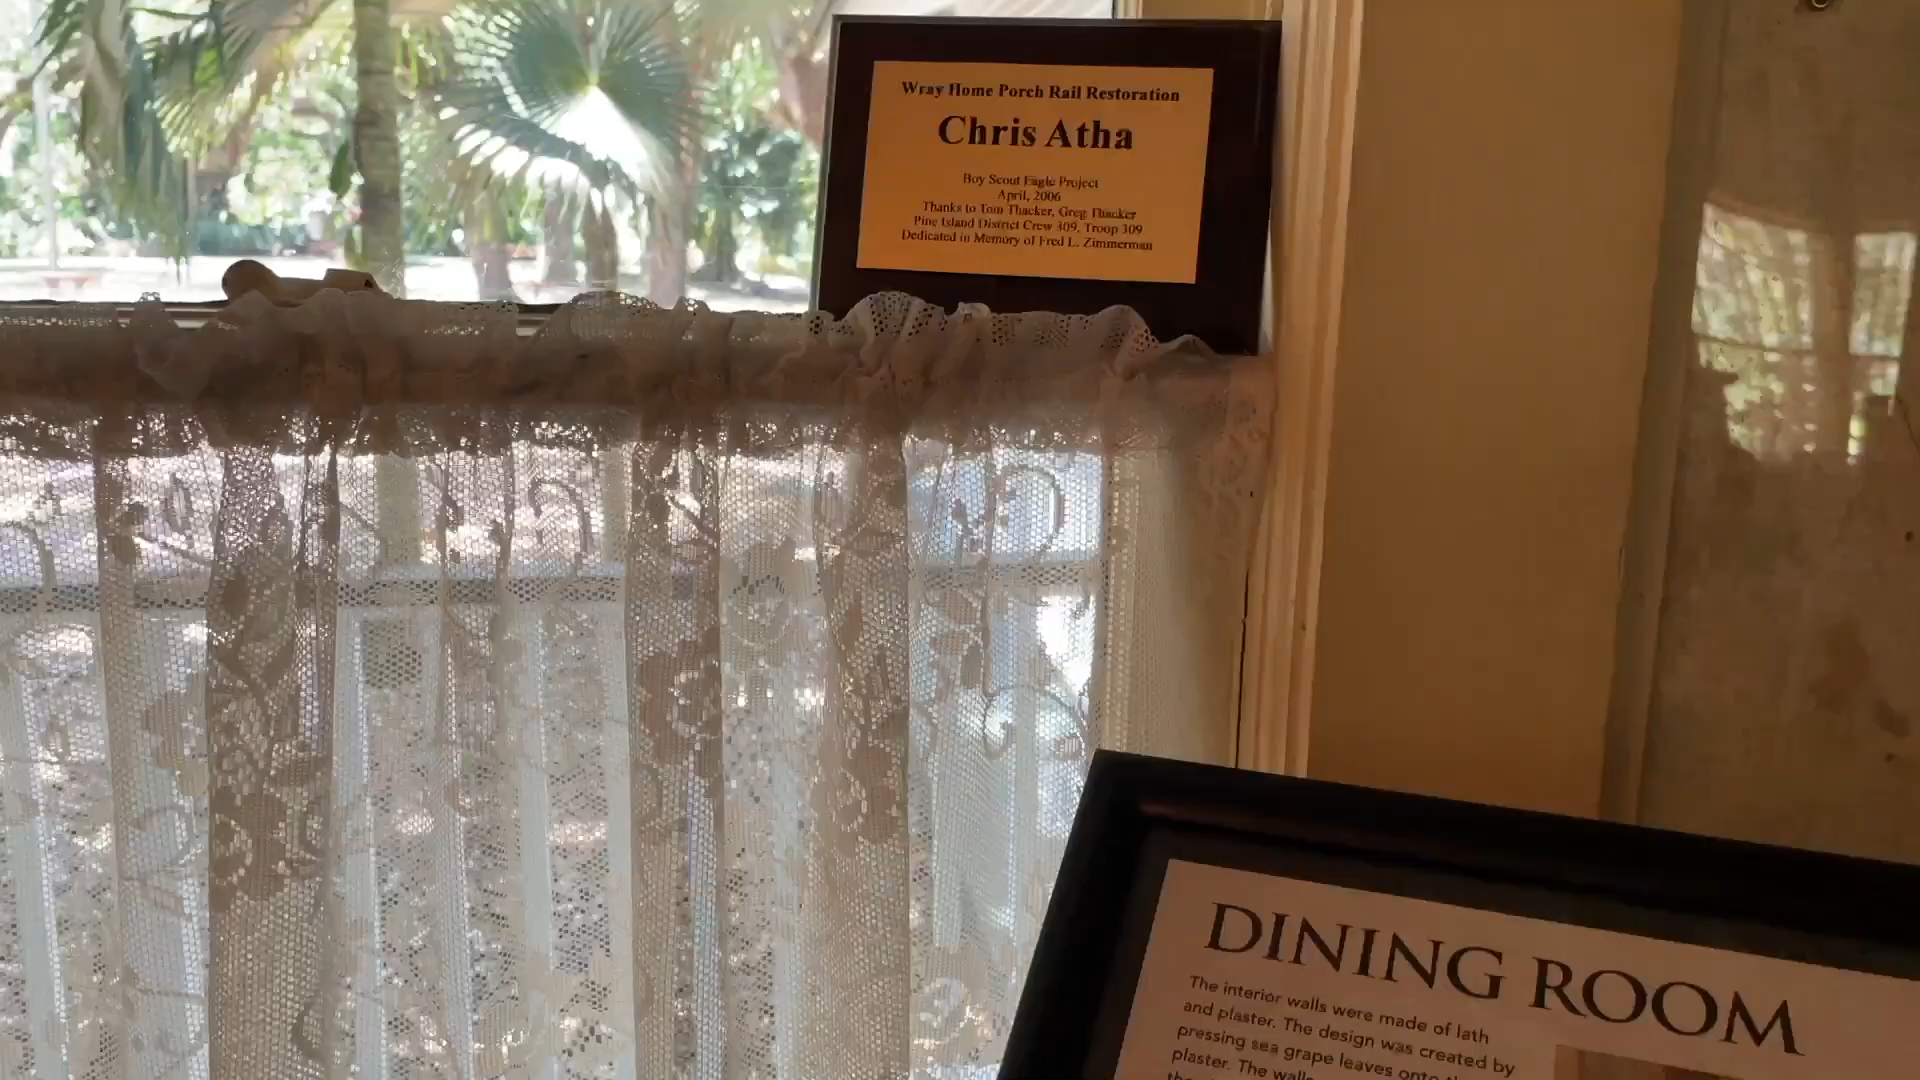 Wray Home Porch Rail Restoration
Chris Atha
Boy Scout Eagle Project
April, 2006
Thanks to Tom Thacker, Greg Thacker
Pine Island District Crew 309, Troop 309
Dedicated in Memory of Fred L. Zimmerman
DINING ROOM
The interior walls were made of lath
and plaster. The design was created by
pressing sea grape leaves onto
plaster. The walls